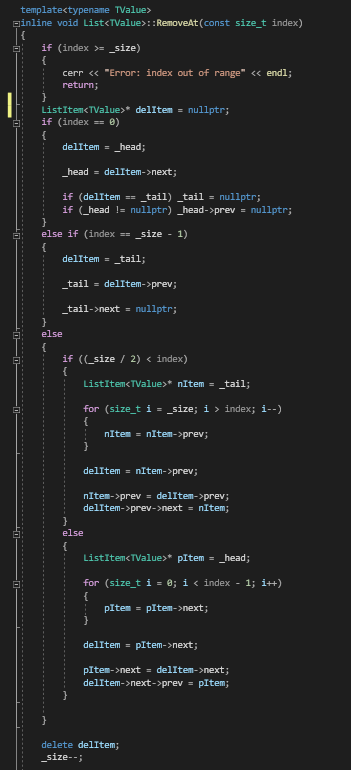 template<typename TValue>
inline void List<TValue>::RemoveAt(const size_t index)
{
if (index >= _size)
{
cerr << "Error: index out of range" << endl;
return;
}
ListItem<TValue>* delItem = nullptr;
if (index == 0)
{
delItem = _head;
_head = delItem->next;
if (delItem == _tail) _tail = nullptr;
if (_head != nullptr) _head->prev = nullptr;
}
else if (index == _size - 1)
{
delItem = _tail;
_tail = delItem->prev;
_tail->next = nullptr;
}
else
{
if ((_size / 2) < index)
{
ListItem<TValue>* nItem = _tail;
for (size_t i = _size; i > index; i--)
{
nItem = nItem->prev;
}
delItem = nItem->prev;
nItem->prev = delItem->prev;
delItem->prev->next = nItem;
}
else
{
ListItem<TValue>* pItem = _head;
for (size_t i = 0; i < index - 1; i++)
{
pItem = pItem->next;
}
delItem = pItem->next;
pItem->next = delItem->next;
delItem->next->prev = pItem;
}
}
delete delItem;
_size--;